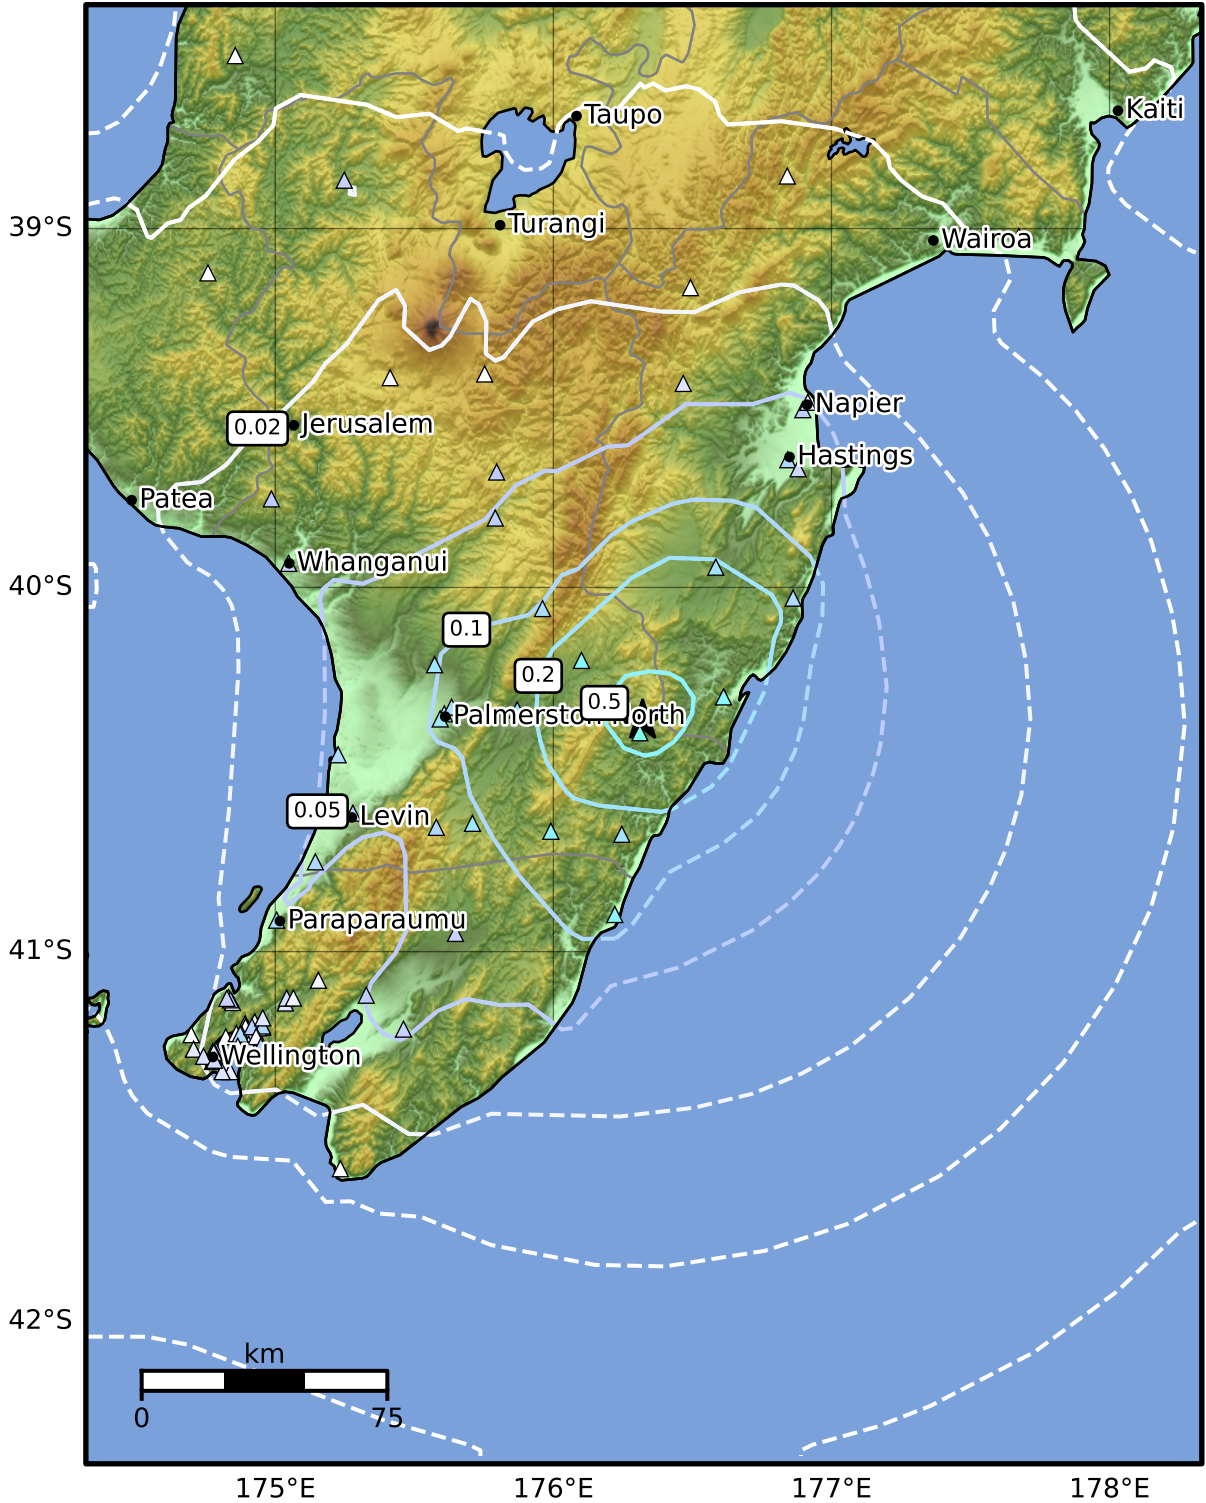 Taupo
Kaiti
Turangi
39°S
Wairoa
Napier
0.02
Jerusalem
Hastings
Patea
Whanganui
40°S
0.1
0.2
0.5
Palmerston North
0.05
Levin
Paraparaumu
41°S
Wellington
42°S
km
0
75
175°E
176°E
177°E
178°E